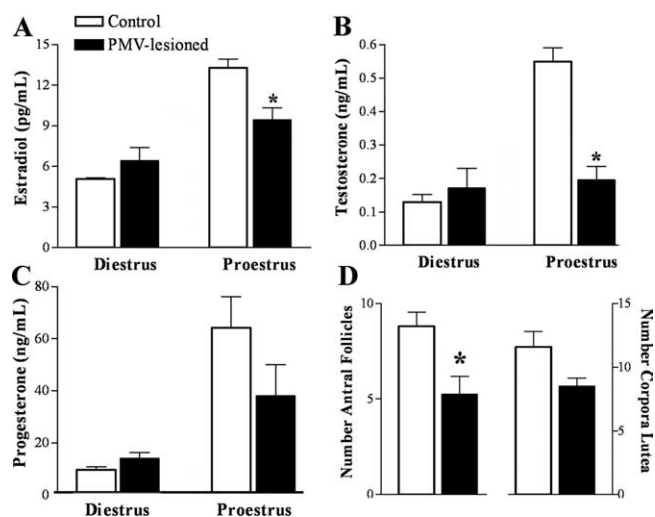 A
Control
PMV-lesioned
Estradiol (pg/mL)
15
12
9
6
3
0
*
Diestrus
Proestrus
B
Testosterone (ng/mL)
0.6
0.5
0.4
0.3
0.2
0.1
0.0
*
Diestrus
Proestrus
C
Progesterone (ng/mL)
80
60
40
20
10
0
Diestrus
Proestrus
D
Number Antral Follicles
10
5
0
*
15
10
5
0
Number Corpora Lutea